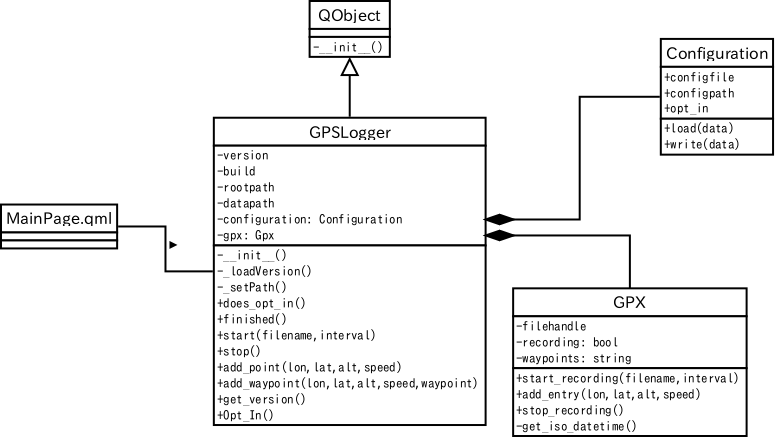 QObject
-__init__()
Configuration
+configfile
+configpath
+opt_in
+load(data)
+write(data)
GPSLogger
-version
-build
-rootpath
-datapath
-configuration: Configuration
-gpx: Gpx
-__init__()
-_loadVersion()
-_setPath()
+does_opt_in()
+finished()
+start(filename,interval)
+stop()
+add_point(lon,lat,alt,speed)
+add_waypoint(lon,lat,alt,speed,waypoint)
+get_version()
+Opt_In()
MainPage.qml
GPX
-filehandle
-recording: bool
-waypoints: string
+start_recording(filename,interval)
+add_entry(lon,lat,alt,speed)
+stop_recording()
-get_iso_datetime()